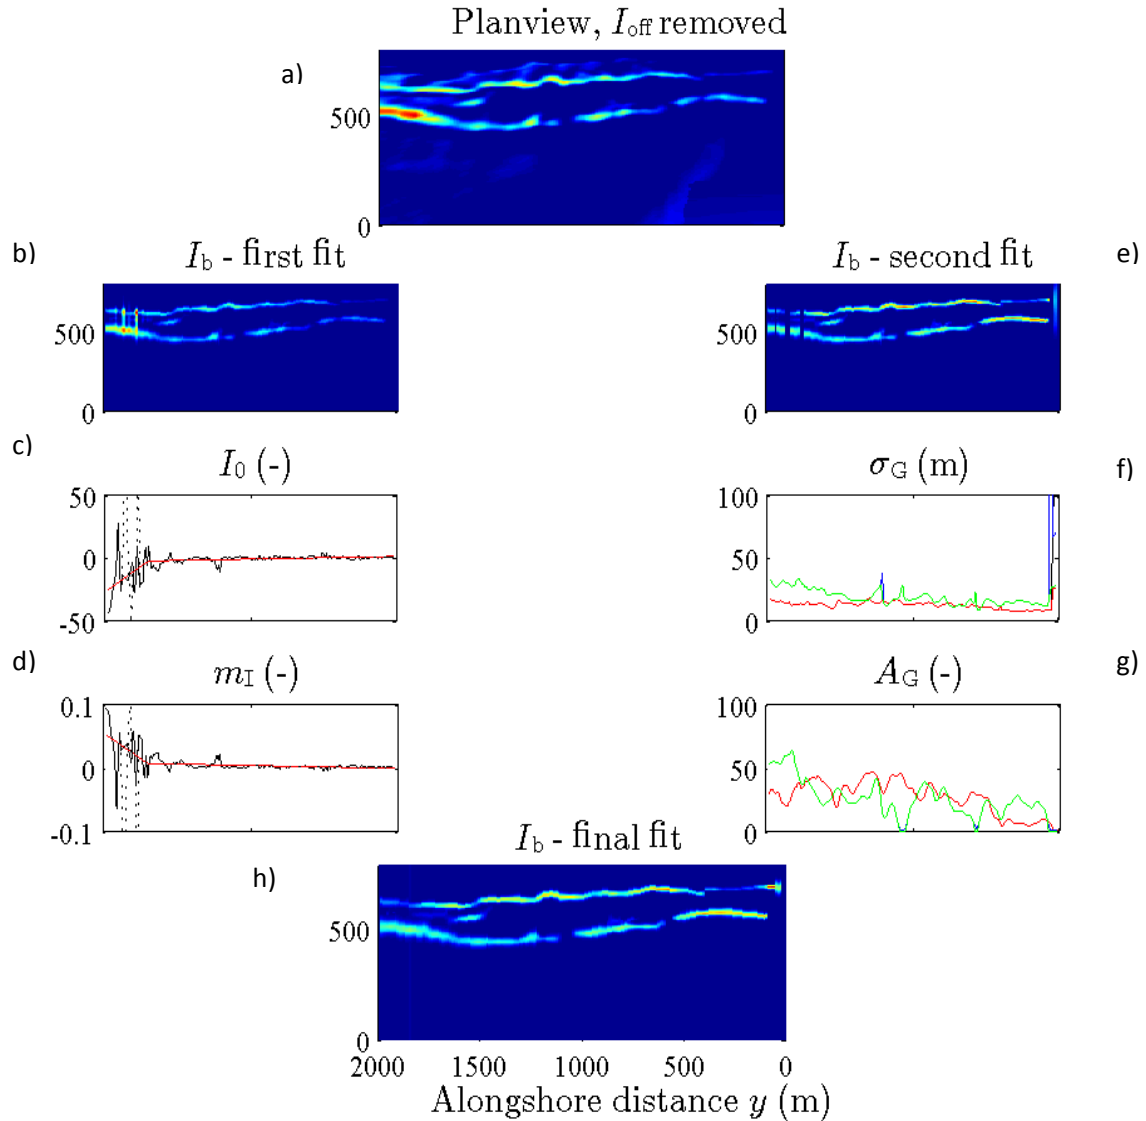 Planview, I_off removed
a)
500
0
b)
I_b - first fit
500
0
I_b - second fit
e)
500
0
c)
I_0 (-)
50
0
-50
σ_G (m)
f)
100
50
0
d)
m_I (-)
0.1
0
-0.1
A_G (-)
g)
100
50
0
I_b - final fit
h)
500
0
2000 1500 1000 500 0
Alongshore distance y (m)